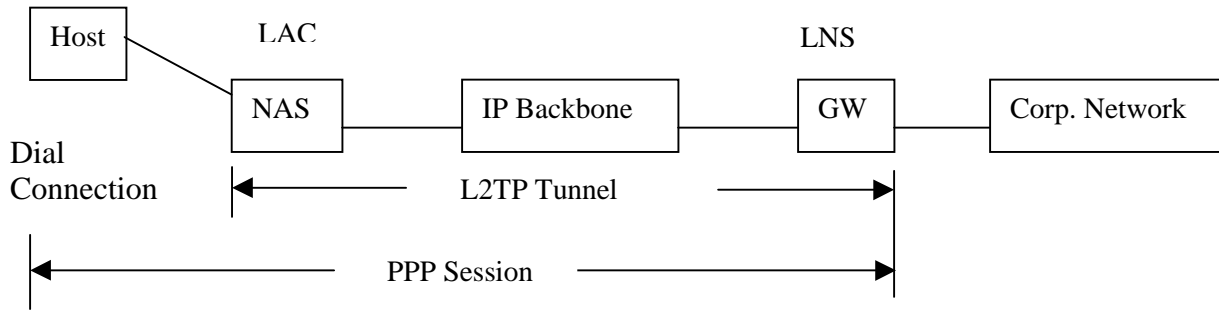 Host
LAC
LNS
NAS
IP Backbone
GW
Corp. Network
Dial
Connection
L2TP Tunnel
PPP Session